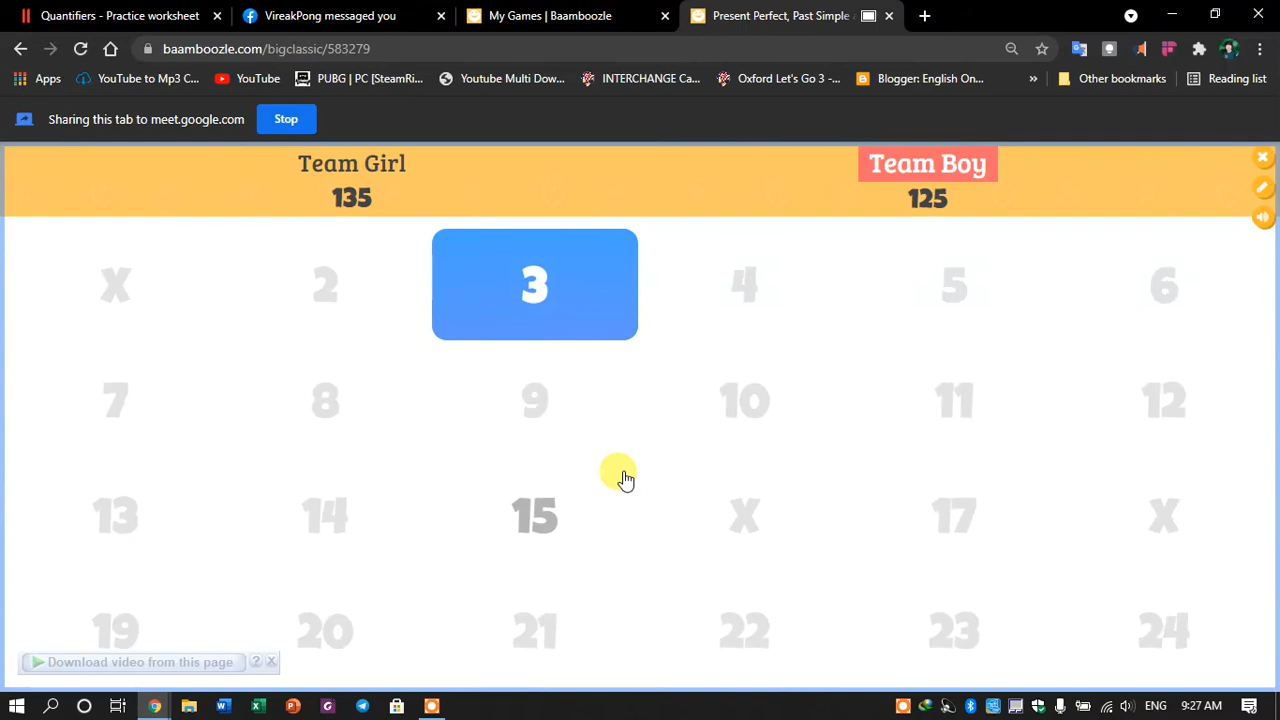 Quantifiers - Practice worksheet
VireakPong messaged you
My Games | Baamboozle
Present Perfect, Past Simple
baamboozle.com/bigclassic/583279
Apps
YouTube to Mp3 C...
YouTube
PUBG | PC [SteamRi...
Youtube Multi Dow...
INTERCHANGE Ca...
Oxford Let's Go 3 -...
Blogger: English On...
»
Other bookmarks
Reading list
Sharing this tab to meet.google.com
Stop
Team Girl
Team Boy
135
125
X 2 3 4 5 6
7 8 9 10 11 12
13 14 15 X 17 X
19 20 21 22 23 24
Download video from this page ? X
ENG 9:27 AM